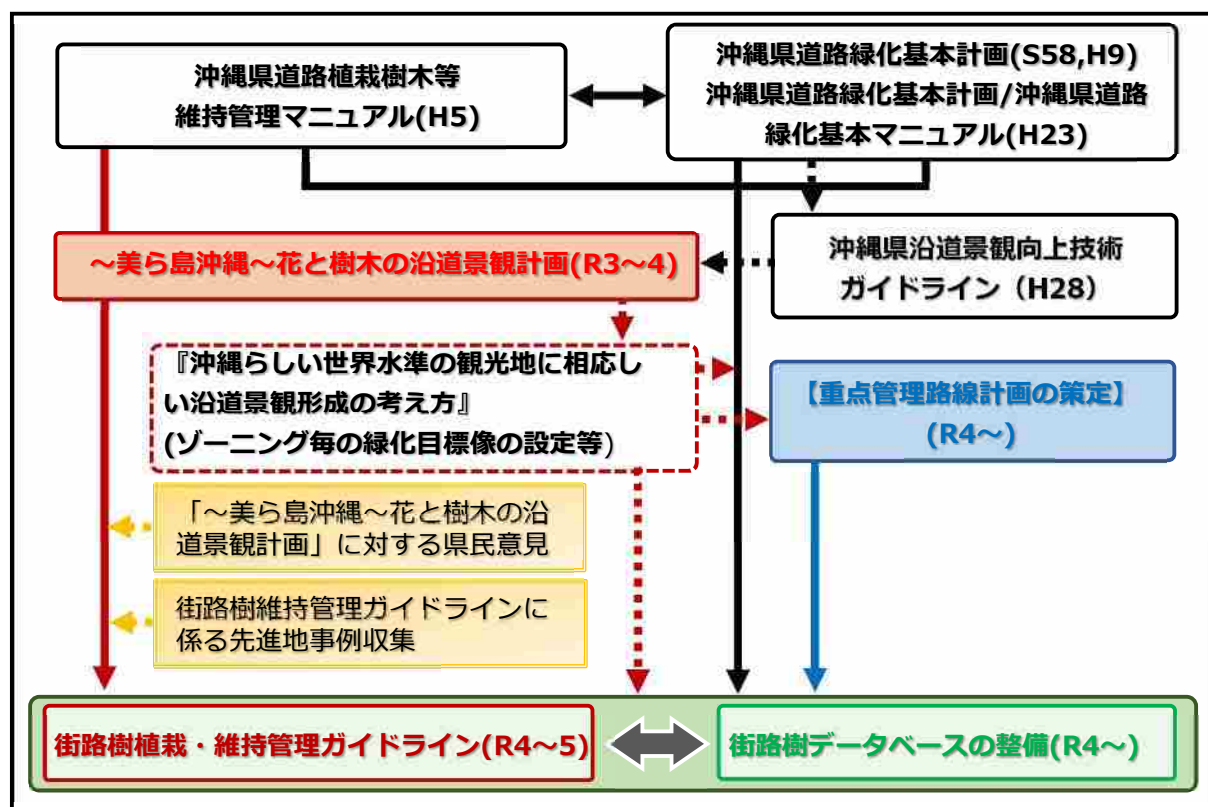 沖縄県道路植栽樹木等
維持管理マニュアル(H5)
沖縄県道路緑化基本計画(S58,H9)
沖縄県道路緑化基本計画/沖縄県道路
緑化基本マニュアル(H23)
～美ら島沖縄～花と樹木の沿道景観計画(R3～4)
沖縄県沿道景観向上技術
ガイドライン（H28）
『沖縄らしい世界水準の観光地に相応し
い沿道景観形成の考え方』
(ゾーニング毎の緑化目標像の設定等)
【重点管理路線計画の策定】
(R4～)
「～美ら島沖縄～花と樹木の沿
道景観計画」に対する県民意見
街路樹維持管理ガイドラインに
係る先進地事例収集
街路樹植栽・維持管理ガイドライン(R4～5)
街路樹データベースの整備(R4～)